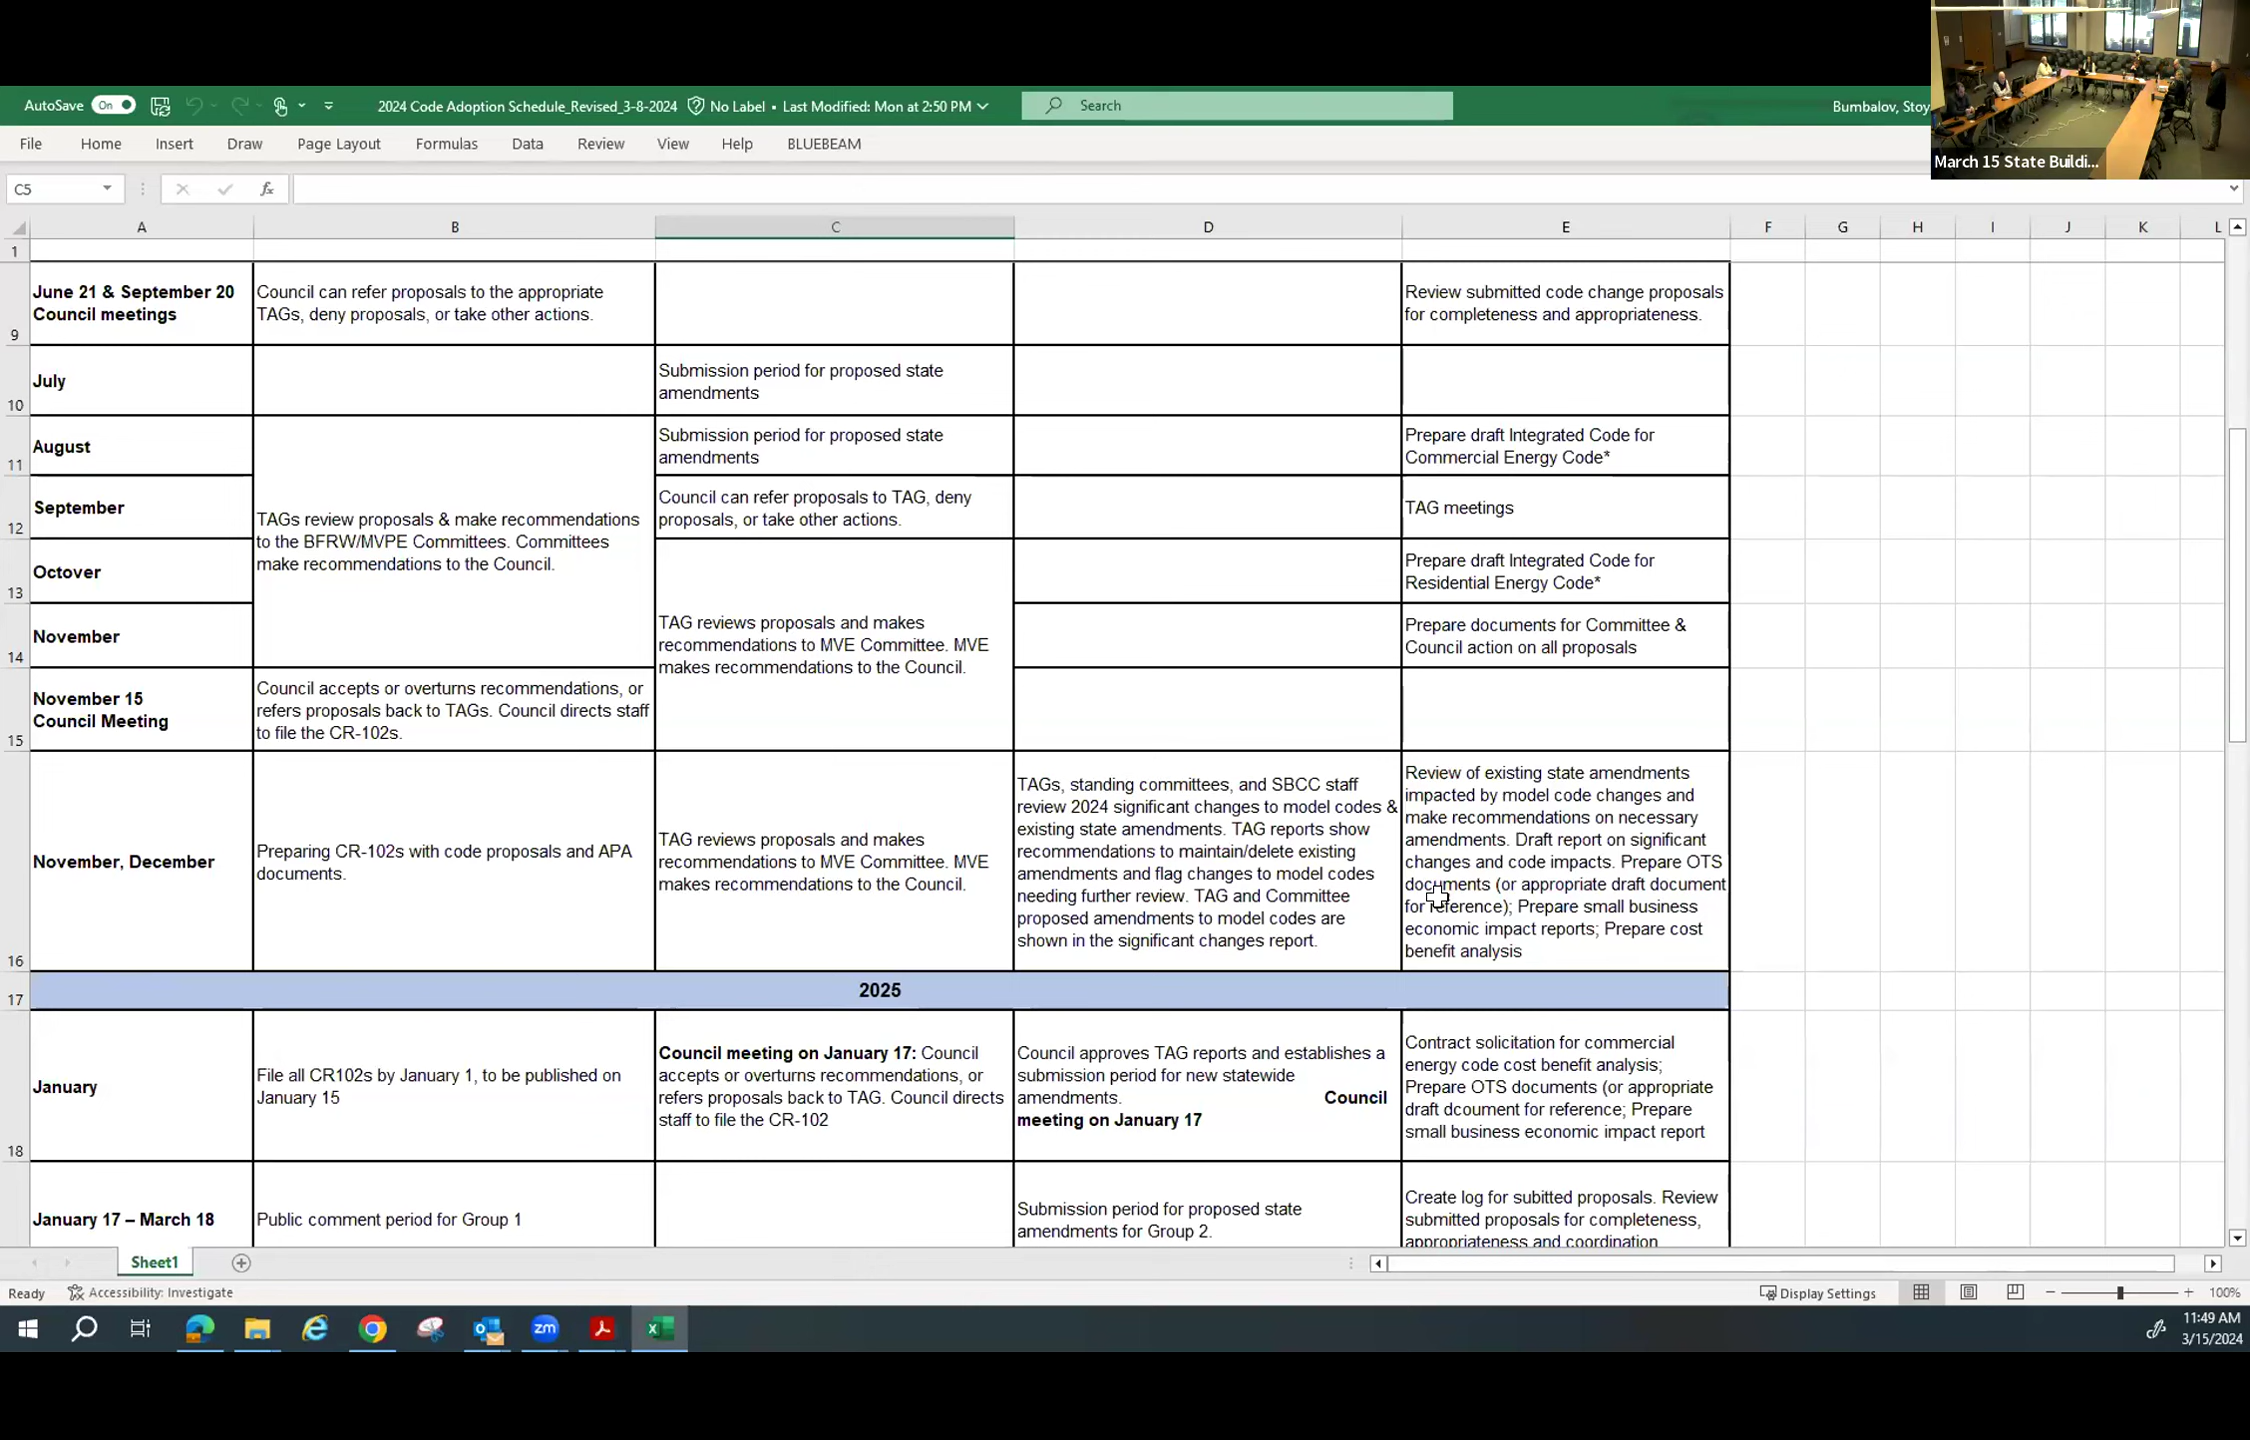 AutoSave On 2024 Code Adoption Schedule_Revised_3-8-2024 No Label • Last Modified: Mon at 2:50 PM Search Bumbalov, Stoy
March 15 State Buildi...
File Home Insert Draw Page Layout Formulas Data Review View Help BLUEBEAM
C5 fx
A B C D E F G H I J K L
1
June 21 & September 20
Council meetings
Council can refer proposals to the appropriate
TAGs, deny proposals, or take other actions.
Review submitted code change proposals
for completeness and appropriateness.
9
July
Submission period for proposed state
amendments
10
August
Submission period for proposed state
amendments
Prepare draft Integrated Code for
Commercial Energy Code*
11
September
TAGs review proposals & make recommendations
to the BFRW/MVPE Committees. Committees
make recommendations to the Council.
Council can refer proposals to TAG, deny
proposals, or take other actions.
TAG meetings
12
Octover
Prepare draft Integrated Code for
Residential Energy Code*
13
November
TAG reviews proposals and makes
recommendations to MVE Committee. MVE
makes recommendations to the Council.
Prepare documents for Committee &
Council action on all proposals
14
November 15
Council Meeting
Council accepts or overturns recommendations, or
refers proposals back to TAGs. Council directs staff
to file the CR-102s.
15
November, December
Preparing CR-102s with code proposals and APA
documents.
TAG reviews proposals and makes
recommendations to MVE Committee. MVE
makes recommendations to the Council.
TAGs, standing committees, and SBCC staff
review 2024 significant changes to model codes &
existing state amendments. TAG reports show
recommendations to maintain/delete existing
amendments and flag changes to model codes
needing further review. TAG and Committee
proposed amendments to model codes are
shown in the significant changes report.
Review of existing state amendments
impacted by model code changes and
make recommendations on necessary
amendments. Draft report on significant
changes and code impacts. Prepare OTS
documents (or appropriate draft document
for reference); Prepare small business
economic impact reports; Prepare cost
benefit analysis
16
17
2025
January
File all CR102s by January 1, to be published on
January 15
Council meeting on January 17: Council
accepts or overturns recommendations, or
refers proposals back to TAG. Council directs
staff to file the CR-102
Council approves TAG reports and establishes a
submission period for new statewide
amendments. Council
meeting on January 17
Contract solicitation for commercial
energy code cost benefit analysis;
Prepare OTS documents (or appropriate
draft dcoument for reference; Prepare
small business economic impact report
18
January 17 – March 18
Public comment period for Group 1
Submission period for proposed state
amendments for Group 2.
Create log for subitted proposals. Review
submitted proposals for completeness,
appropriateness and coordination
Sheet1
Ready Accessibility: Investigate Display Settings 100%
zm
11:49 AM
3/15/2024